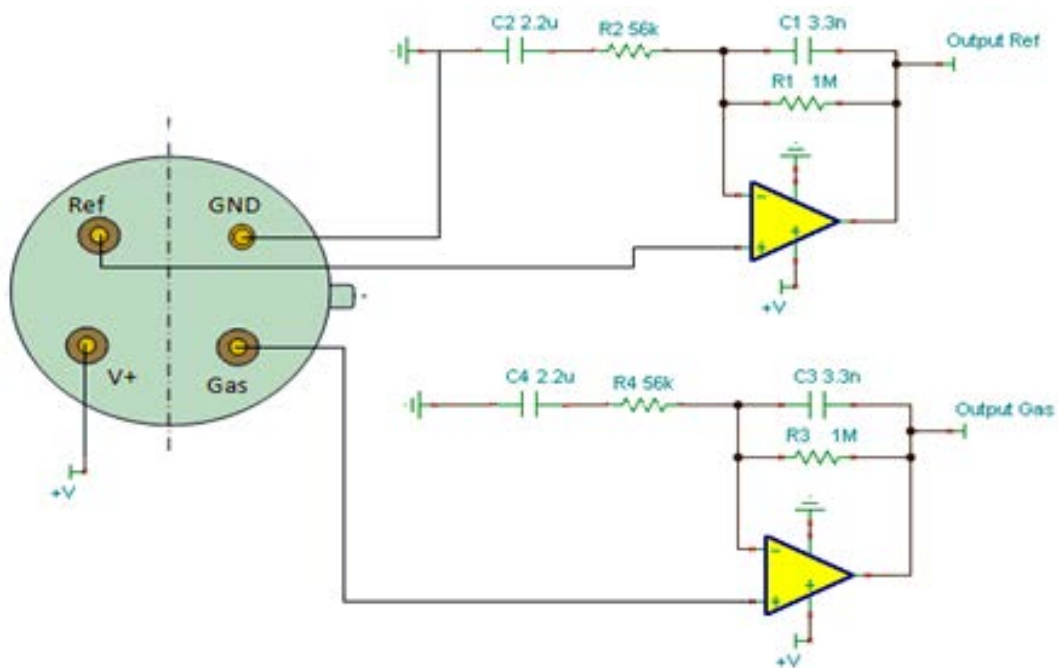 C2 2.2u
R2 56k
C1 3.3n
Output Ref
R1 1M
Ref
GND
+V
V+
Gas
+V
C4 2.2u
R4 56k
C3 3.3n
Output Gas
R3 1M
+V